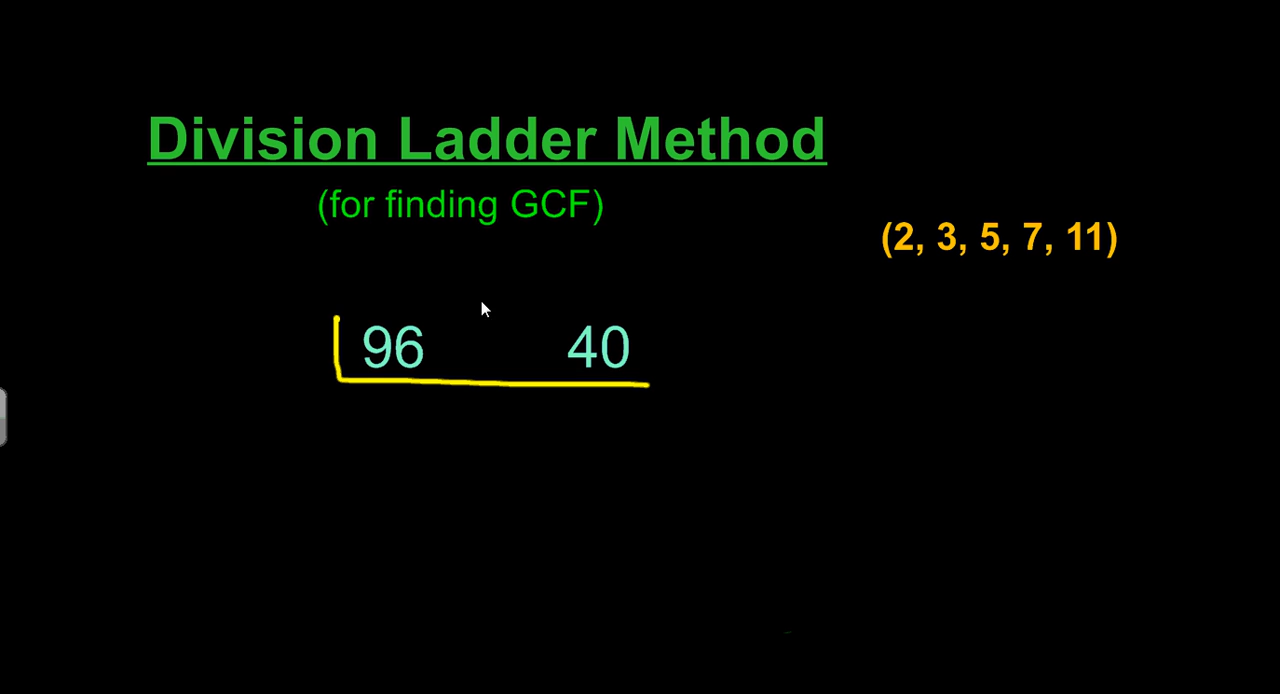 Division Ladder Method
(for finding GCF)
(2, 3, 5, 7, 11)
96 40